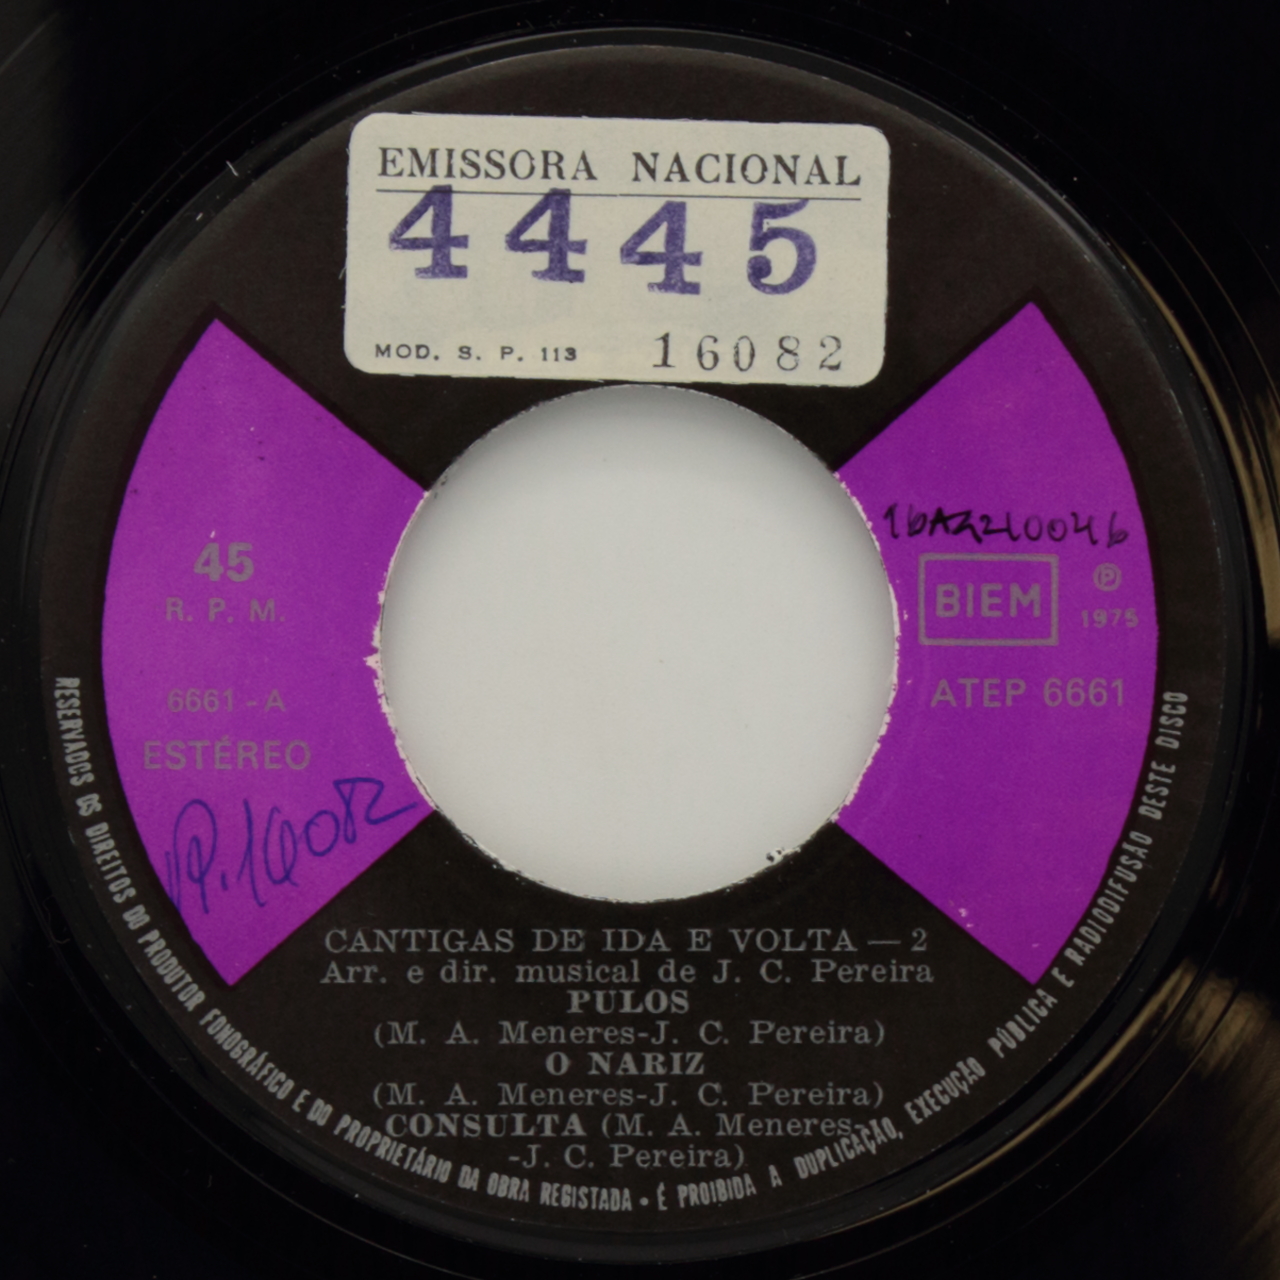 EMISSORA NACIONAL
4445
MOD. S. P. 113 16082
45
R. P. M.
6661 - A
ESTÉREO
BIEM
℗
1975
ATEP 6661
CANTIGAS DE IDA E VOLTA — 2
Arr. e dir. musical de J. C. Pereira
PULOS
(M. A. Meneres-J. C. Pereira)
O NARIZ
(M. A. Meneres-J. C. Pereira)
CONSULTA (M. A. Meneres-
-J. C. Pereira)
RESERVADOS OS DIREITOS DO PRODUTOR FONOGRÁFICO E DO PROPRIETÁRIO DA OBRA REGISTADA • É PROIBIDA A DUPLICAÇÃO, EXECUÇÃO PÚBLICA E RADIODIFUSÃO DESTE DISCO